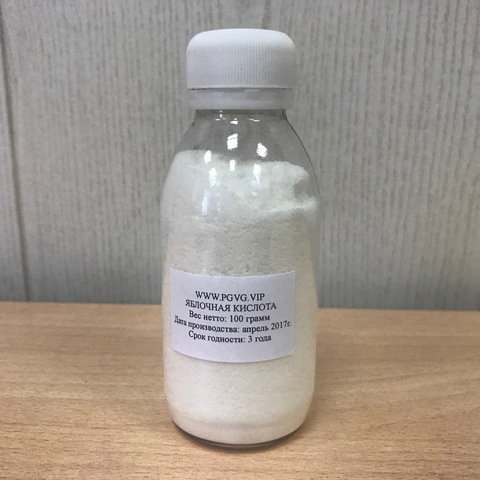 WWW.PGVG.VIP
ЯБЛОЧНАЯ КИСЛОТА
Вес нетто: 100 грамм
Дата производства: апрель 2017г.
Срок годности: 3 года